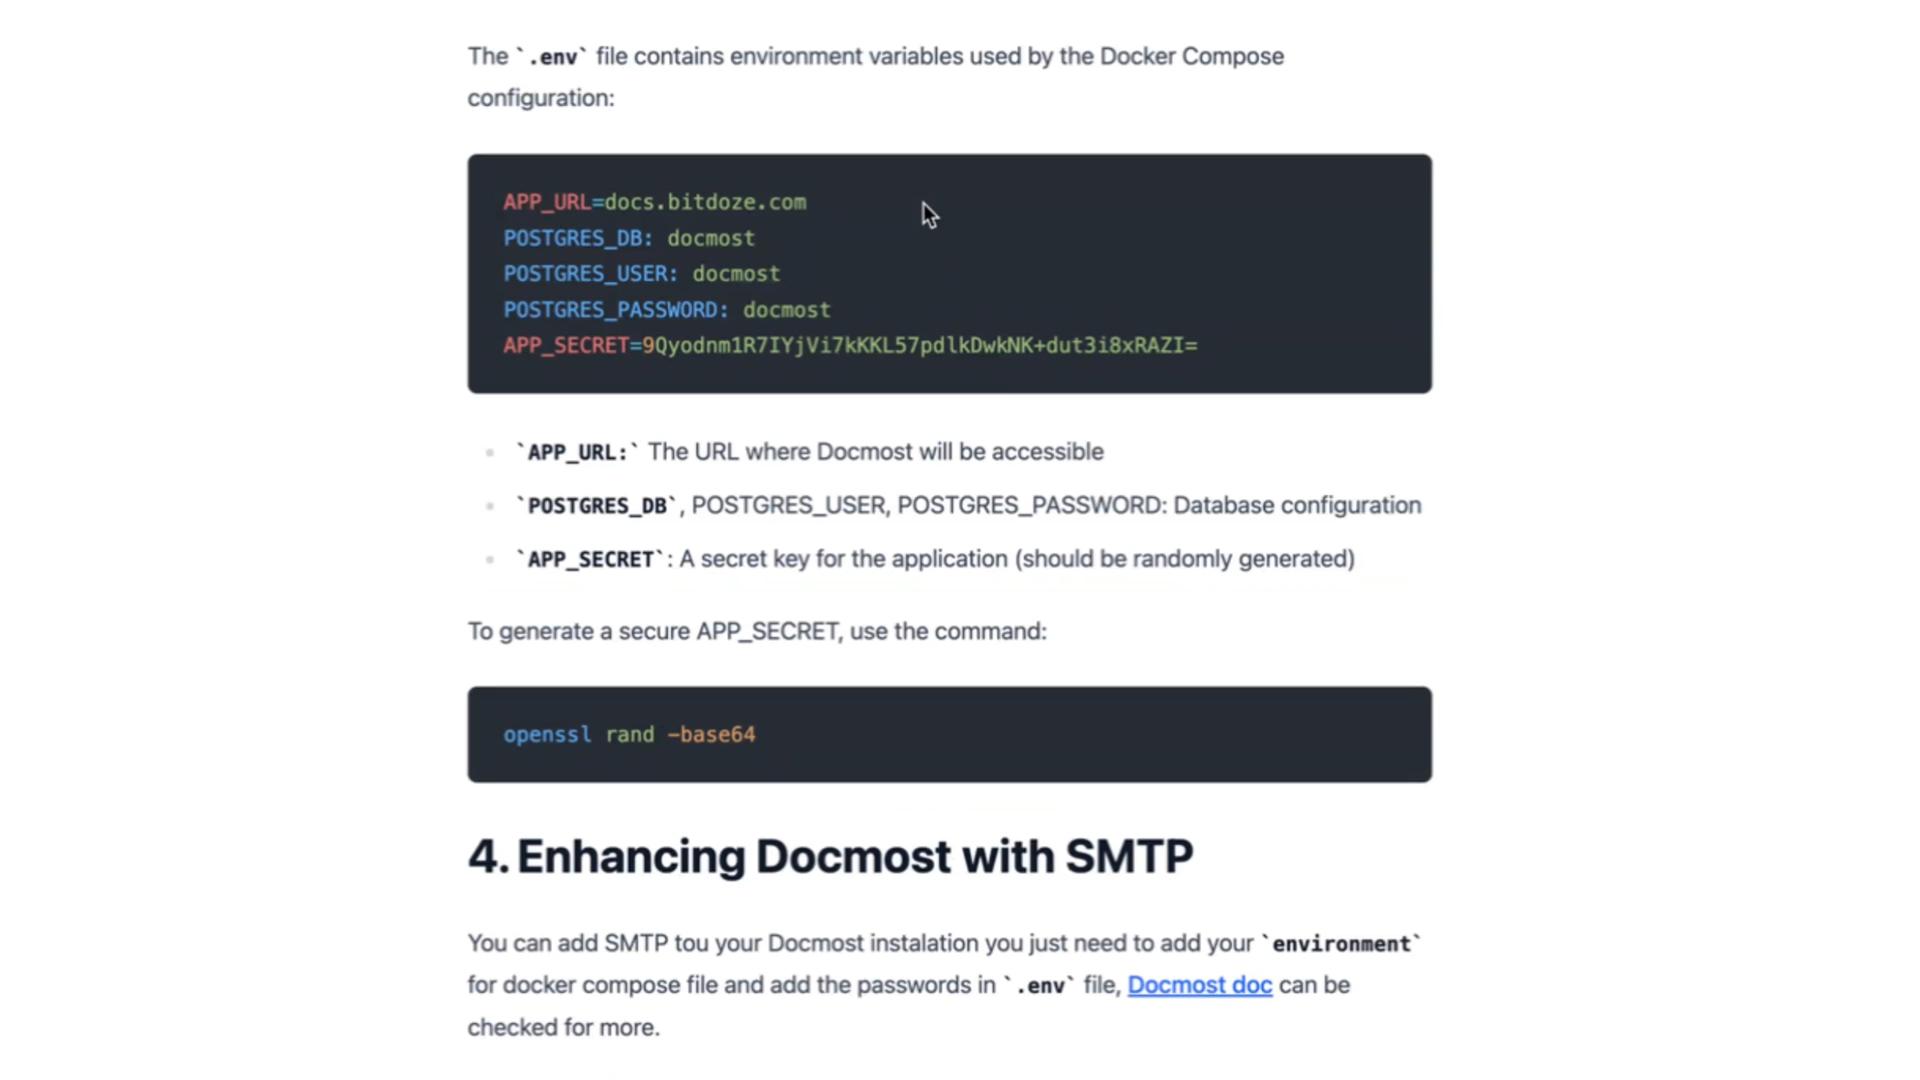 The `.env` file contains environment variables used by the Docker Compose
configuration:
APP_URL=docs.bitdoze.com
POSTGRES_DB: docmost
POSTGRES_USER: docmost
POSTGRES_PASSWORD: docmost
APP_SECRET=9Qyodnm1R7IYjVi7kKKL57pdlkDwkNK+dut3i8xRAZI=
`APP_URL:` The URL where Docmost will be accessible
`POSTGRES_DB`, POSTGRES_USER, POSTGRES_PASSWORD: Database configuration
`APP_SECRET`: A secret key for the application (should be randomly generated)
To generate a secure APP_SECRET, use the command:
openssl rand -base64
4. Enhancing Docmost with SMTP
You can add SMTP tou your Docmost instalation you just need to add your `environment`
for docker compose file and add the passwords in `.env` file, Docmost doc can be
checked for more.